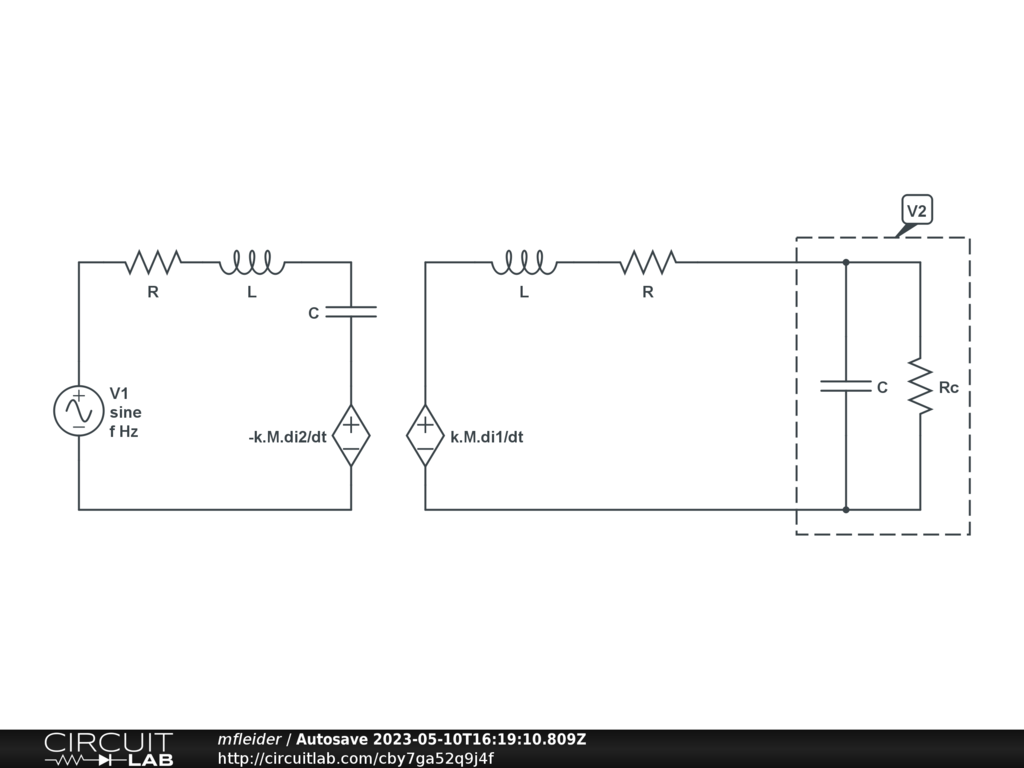 V2
R
L
C
L
R
V1
sine
f Hz
-k.M.di2/dt
k.M.di1/dt
C
Rc
CIRCUIT
LAB
mfleider / Autosave 2023-05-10T16:19:10.809Z
http://circuitlab.com/cby7ga52q9j4f